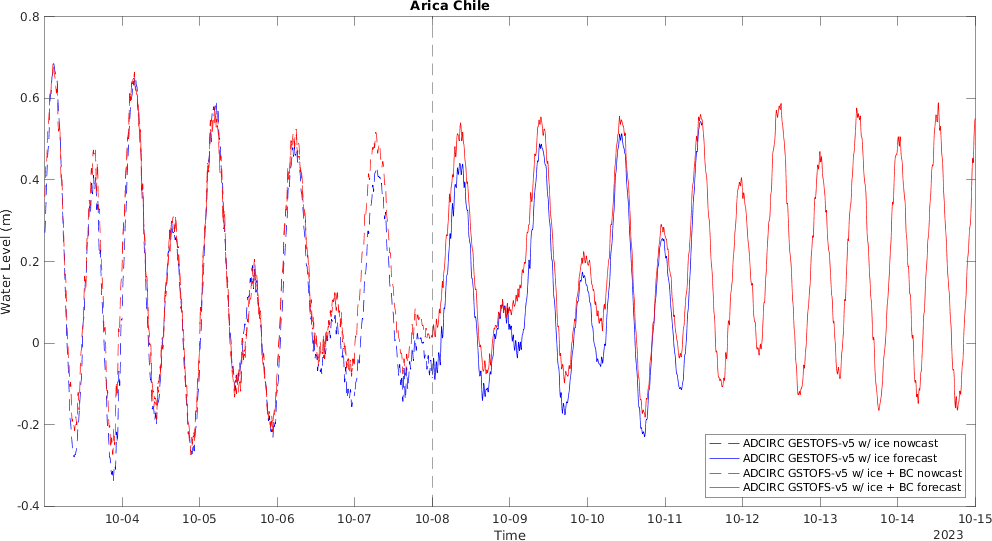 Arica Chile
Water Level (m)
0.8
0.6
0.4
0.2
0
-0.2
-0.4
10-04 10-05 10-06 10-07 10-08 10-09 10-10 10-11 10-12 10-13 10-14 10-15
Time
2023
ADCIRC GESTOFS-v5 w/ ice nowcast
ADCIRC GESTOFS-v5 w/ ice forecast
ADCIRC GSTOFS-v5 w/ ice + BC nowcast
ADCIRC GSTOFS-v5 w/ ice + BC forecast